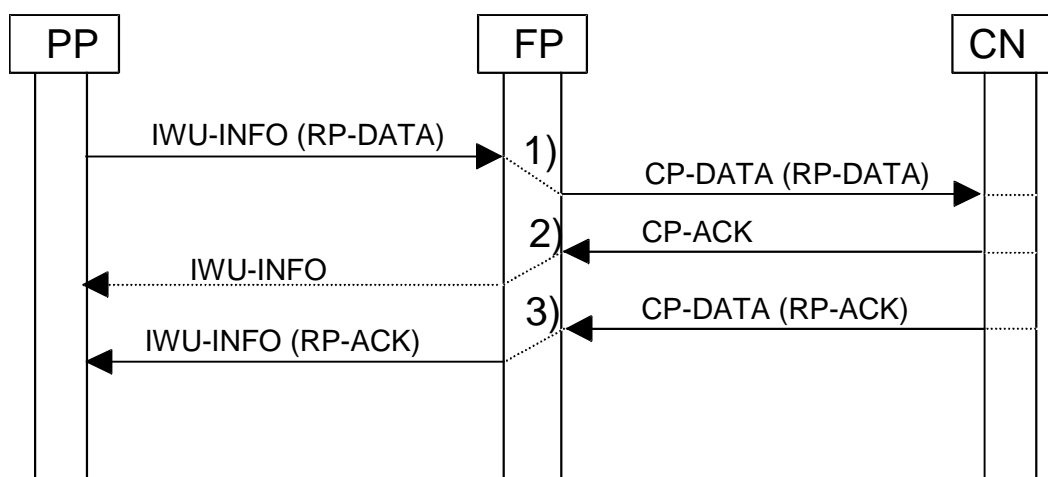 PP
FP
CN
IWU-INFO (RP-DATA)
1)
CP-DATA (RP-DATA)
2)
CP-ACK
IWU-INFO
3)
CP-DATA (RP-ACK)
IWU-INFO (RP-ACK)